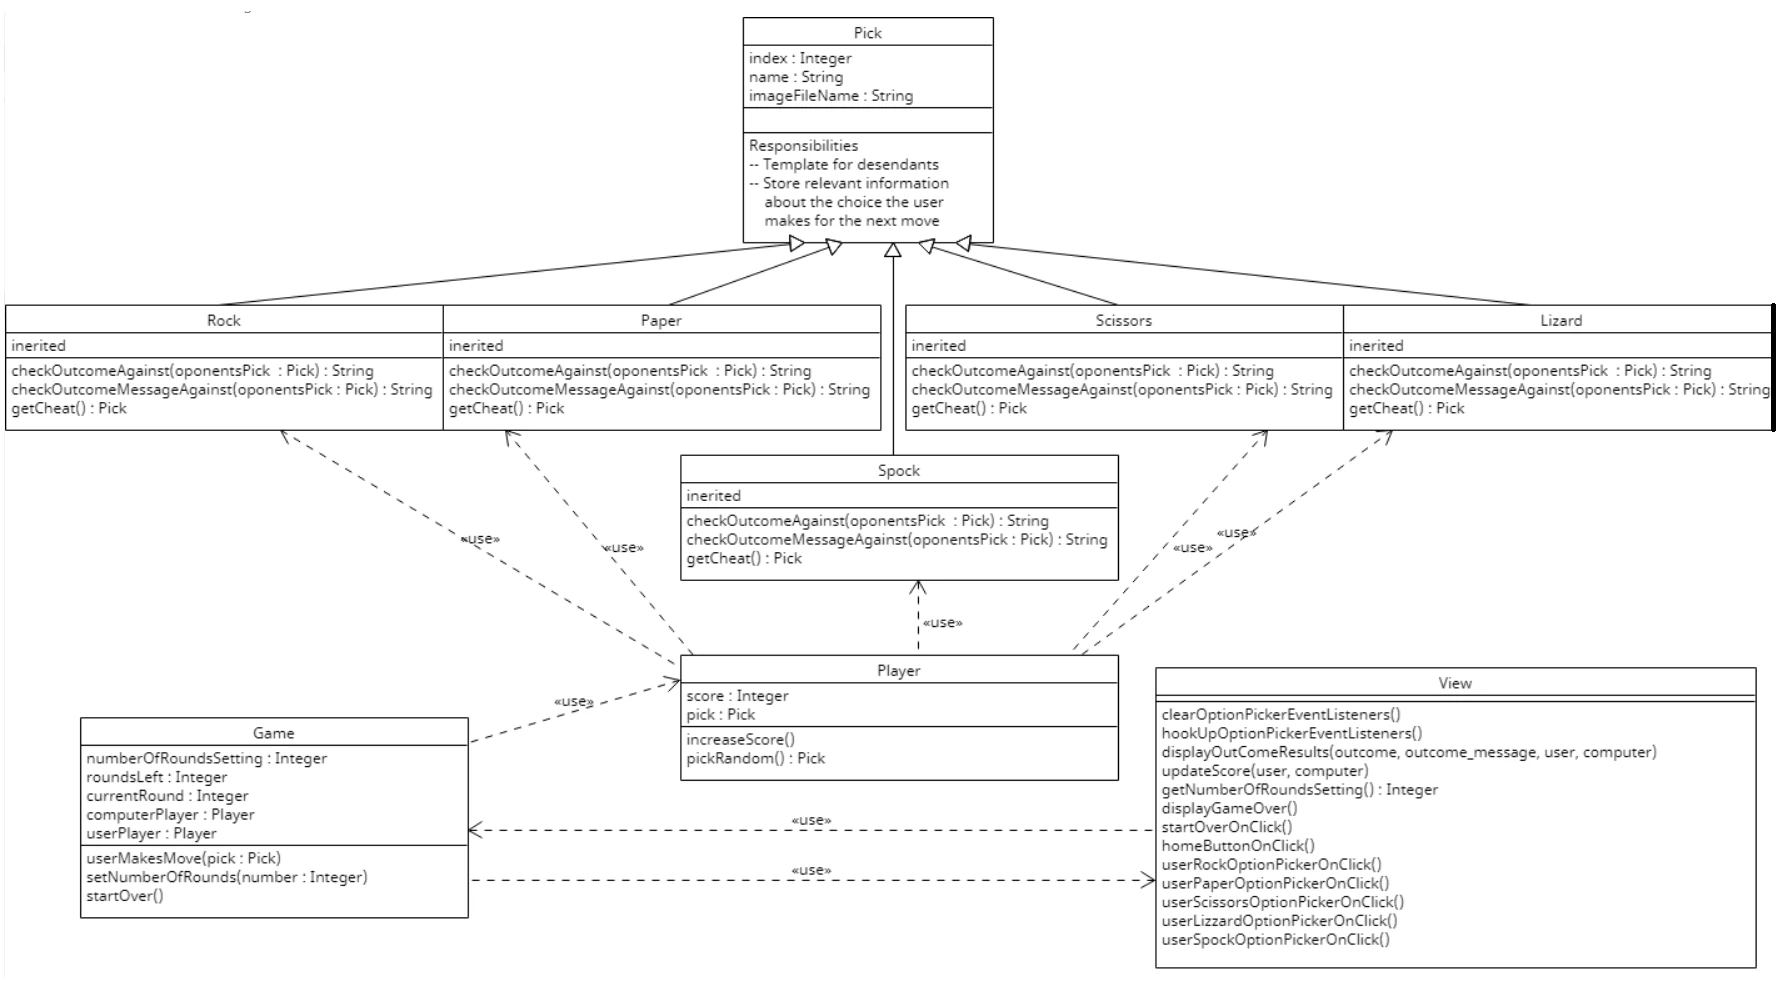 Pick
index : Integer
name : String
imageFileName : String
Responsibilities
-- Template for desendants
-- Store relevant information
about the choice the user
makes for the next move
Rock
inerited
checkOutcomeAgainst(oponentsPick : Pick) : String
checkOutcomeMessageAgainst(oponentsPick : Pick) : String
getCheat() : Pick
Paper
inerited
checkOutcomeAgainst(oponentsPick : Pick) : String
checkOutcomeMessageAgainst(oponentsPick : Pick) : String
getCheat() : Pick
Scissors
inerited
checkOutcomeAgainst(oponentsPick : Pick) : String
checkOutcomeMessageAgainst(oponentsPick : Pick) : String
getCheat() : Pick
Lizard
inerited
checkOutcomeAgainst(oponentsPick : Pick) : String
checkOutcomeMessageAgainst(oponentsPick : Pick) : String
getCheat() : Pick
Spock
inerited
checkOutcomeAgainst(oponentsPick : Pick) : String
checkOutcomeMessageAgainst(oponentsPick : Pick) : String
getCheat() : Pick
«use»
«use»
«use»
«use»
«use»
Player
score : Integer
pick : Pick
increaseScore()
pickRandom() : Pick
«use»
Game
numberOfRoundsSetting : Integer
roundsLeft : Integer
currentRound : Integer
computerPlayer : Player
userPlayer : Player
userMakesMove(pick : Pick)
setNumberOfRounds(number : Integer)
startOver()
«use»
«use»
View
clearOptionPickerEventListeners()
hookUpOptionPickerEventListeners()
displayOutComeResults(outcome, outcome_message, user, computer)
updateScore(user, computer)
getNumberOfRoundsSetting() : Integer
displayGameOver()
startOverOnClick()
homeButtonOnClick()
userRockOptionPickerOnClick()
userPaperOptionPickerOnClick()
userScissorsOptionPickerOnClick()
userLizzardOptionPickerOnClick()
userSpockOptionPickerOnClick()